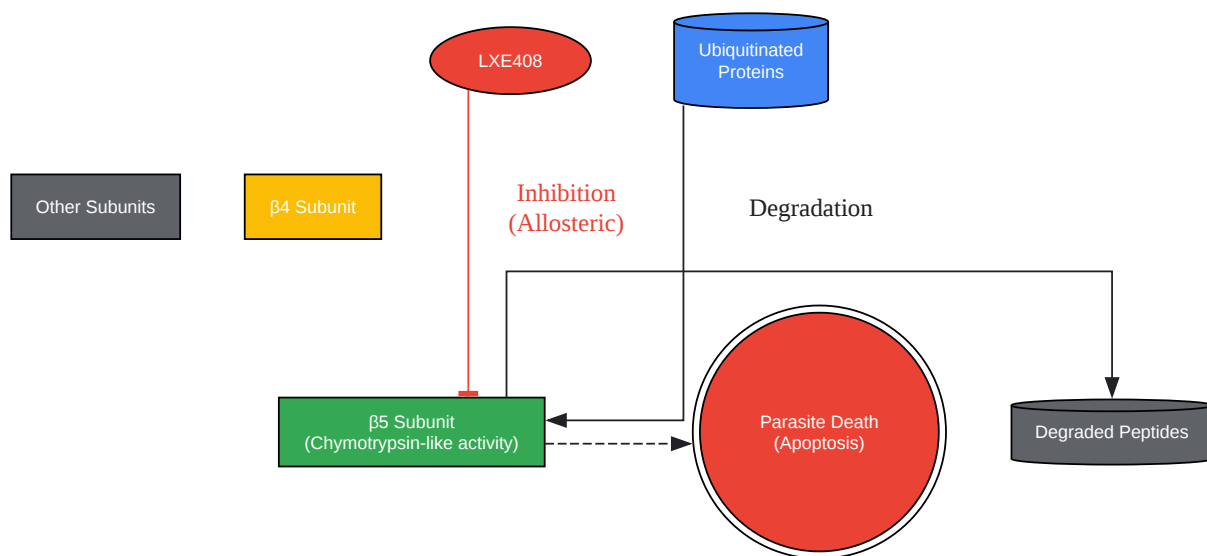 LXE408
Ubiquitinated
Proteins
Other Subunits
β4 Subunit
Inhibition
(Allosteric)
Degradation
β5 Subunit
(Chymotrypsin-like activity)
Parasite Death
(Apoptosis)
Degraded Peptides